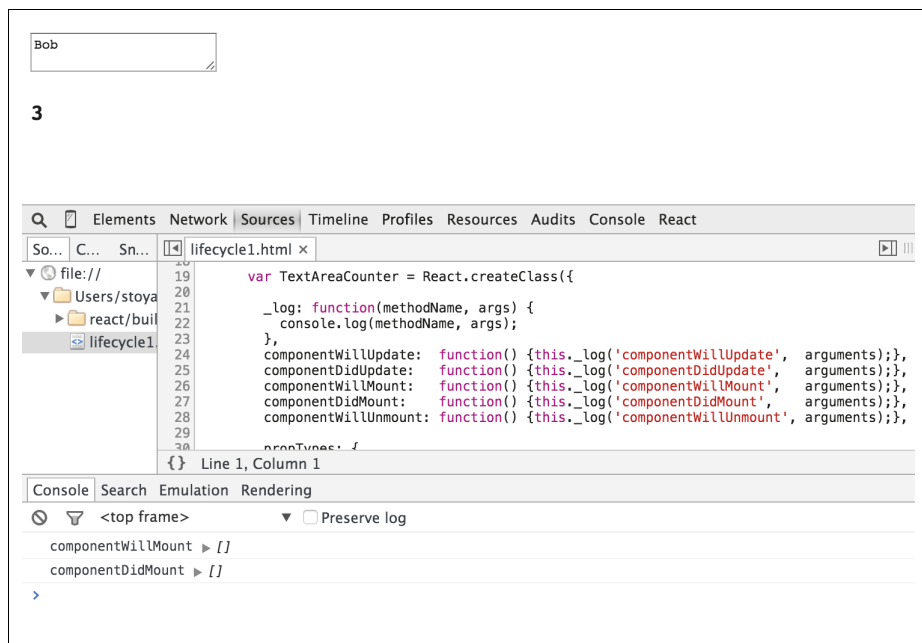 Bob
3
Elements Network Sources Timeline Profiles Resources Audits Console React
So... C... Sn... lifecycle1.html ×
file://
Users/stoya
react/buil
lifecycle1.
18
19 var TextAreaCounter = React.createClass({
20
21 _log: function(methodName, args) {
22 console.log(methodName, args);
23 },
24 componentWillUpdate: function() {this._log('componentWillUpdate', arguments);},
25 componentDidUpdate: function() {this._log('componentDidUpdate', arguments);},
26 componentWillMount: function() {this._log('componentWillMount', arguments);},
27 componentDidMount: function() {this._log('componentDidMount', arguments);},
28 componentWillUnmount: function() {this._log('componentWillUnmount', arguments);},
29
30 propTypes: {
{} Line 1, Column 1
Console Search Emulation Rendering
<top frame> ▼ Preserve log
componentWillMount ▶ []
componentDidMount ▶ []
>